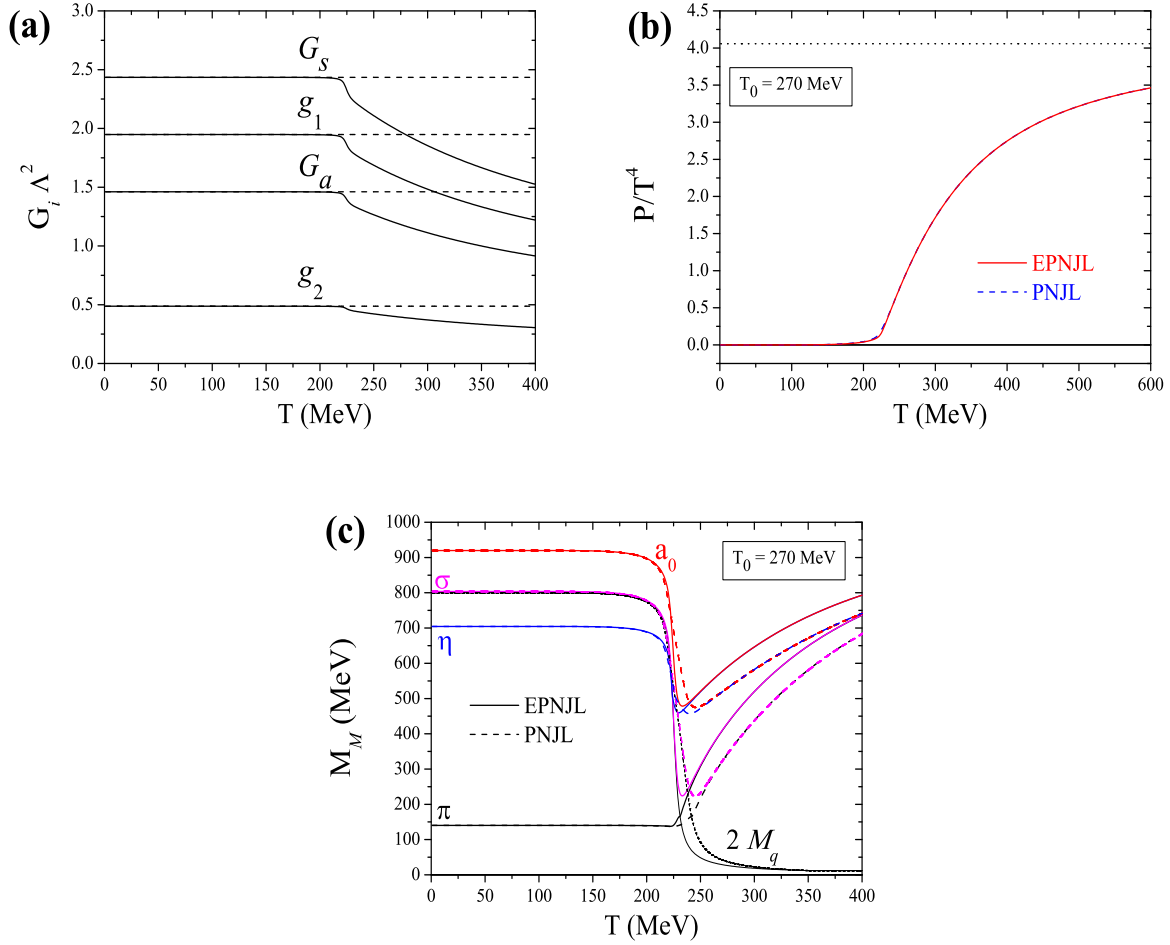 (a)
3.0
2.5
2.0
1.5
1.0
0.5
0.0
G_i Λ^2
G_s
g_1
G_a
g_2
0 50 100 150 200 250 300 350 400
T (MeV)
(b)
4.5
4.0
3.5
3.0
2.5
2.0
1.5
1.0
0.5
0.0
P/T^4
T_0 = 270 MeV
EPNJL
PNJL
0 100 200 300 400 500 600
T (MeV)
(c)
1000
900
800
700
600
500
400
300
200
100
0
M_M (MeV)
a_0
T_0 = 270 MeV
σ
η
EPNJL
PNJL
π
2 M_q
0 50 100 150 200 250 300 350 400
T (MeV)